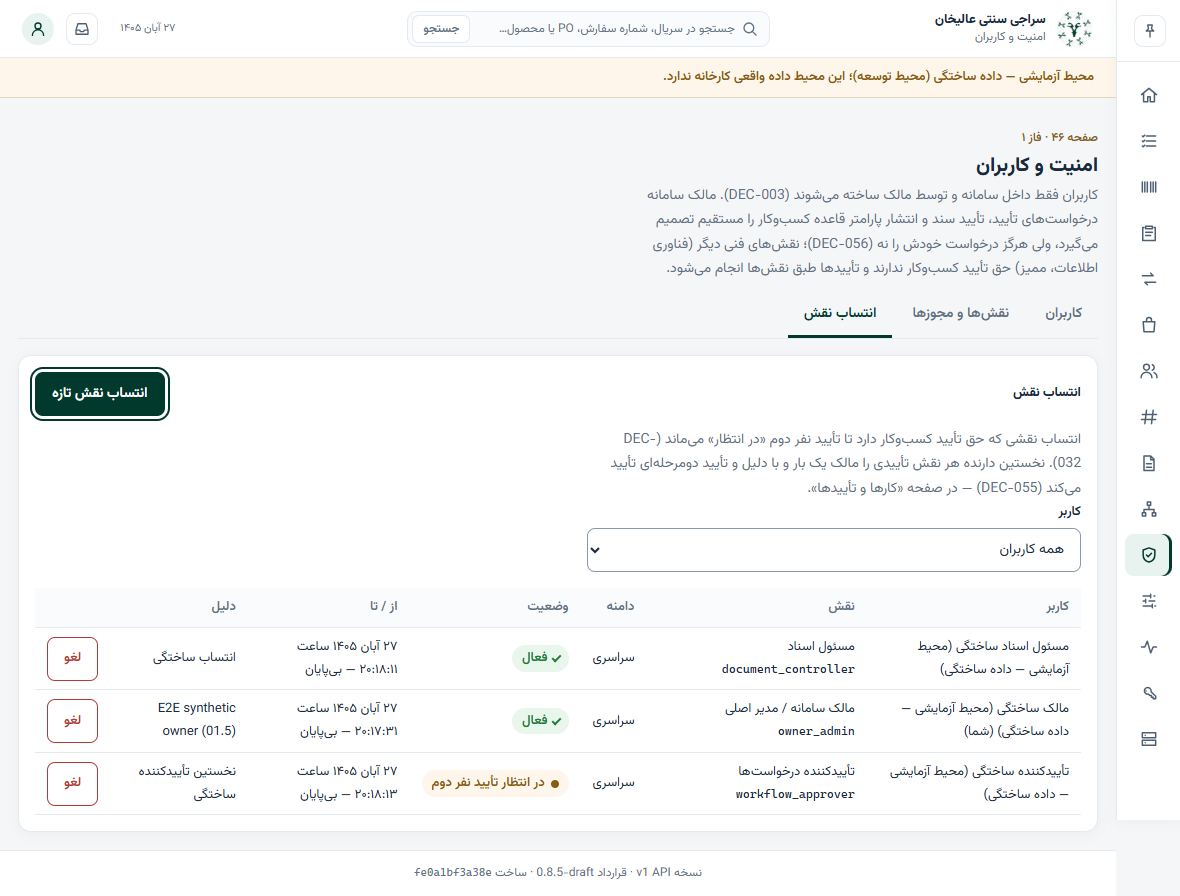 سراجی سنتی عالیخان
امنیت و کاربران
جستجو در سریال، شماره سفارش، PO یا محصول...
جستجو
۲۷ آبان ۱۴۰۵
محیط آزمایشی — داده ساختگی (محیط توسعه)؛ این محیط داده واقعی کارخانه ندارد.
صفحه ۴۶ · فاز ۱
امنیت و کاربران
کاربران فقط داخل سامانه و توسط مالک ساخته می‌شوند (DEC-003). مالک سامانه
درخواست‌های تأیید، تأیید سند و انتشار پارامتر قاعده کسب‌وکار را مستقیم تصمیم
می‌گیرد، ولی هرگز درخواست خودش را نه (DEC-056)؛ نقش‌های فنی دیگر (فناوری
اطلاعات، ممیز) حق تأیید کسب‌وکار ندارند و تأییدها طبق نقش‌ها انجام می‌شود.
کاربران
نقش‌ها و مجوزها
انتساب نقش
انتساب نقش
انتساب نقش تازه
انتساب نقشی که حق تأیید کسب‌وکار دارد تا تأیید نفر دوم «در انتظار» می‌ماند (DEC-
032). نخستین دارنده هر نقش تأییدی را مالک یک بار و با دلیل و تأیید دومرحله‌ای تأیید
می‌کند (DEC-055) — در صفحه «کارها و تأییدها».
کاربر
همه کاربران
کاربر نقش دامنه وضعیت از / تا دلیل
مسئول اسناد ساختگی (محیط
آزمایشی — داده ساختگی)
مسئول اسناد
document_controller
سراسری
فعال
۲۷ آبان ۱۴۰۵ ساعت
۲۰:۱۸:۱۱ — بی‌پایان
انتساب ساختگی
لغو
مالک ساختگی (محیط آزمایشی —
داده ساختگی) (شما)
مالک سامانه / مدیر اصلی
owner_admin
سراسری
فعال
۲۷ آبان ۱۴۰۵ ساعت
۲۰:۱۷:۳۱ — بی‌پایان
E2E synthetic
owner (01.5)
لغو
تأییدکننده ساختگی (محیط آزمایشی
— داده ساختگی)
تأییدکننده درخواست‌ها
workflow_approver
سراسری
در انتظار تأیید نفر دوم
۲۷ آبان ۱۴۰۵ ساعت
۲۰:۱۸:۱۳ — بی‌پایان
نخستین تأییدکننده
ساختگی
لغو
نسخه API v1 · قرارداد 0.8.5-draft · ساخت fe0a1bf3a38e